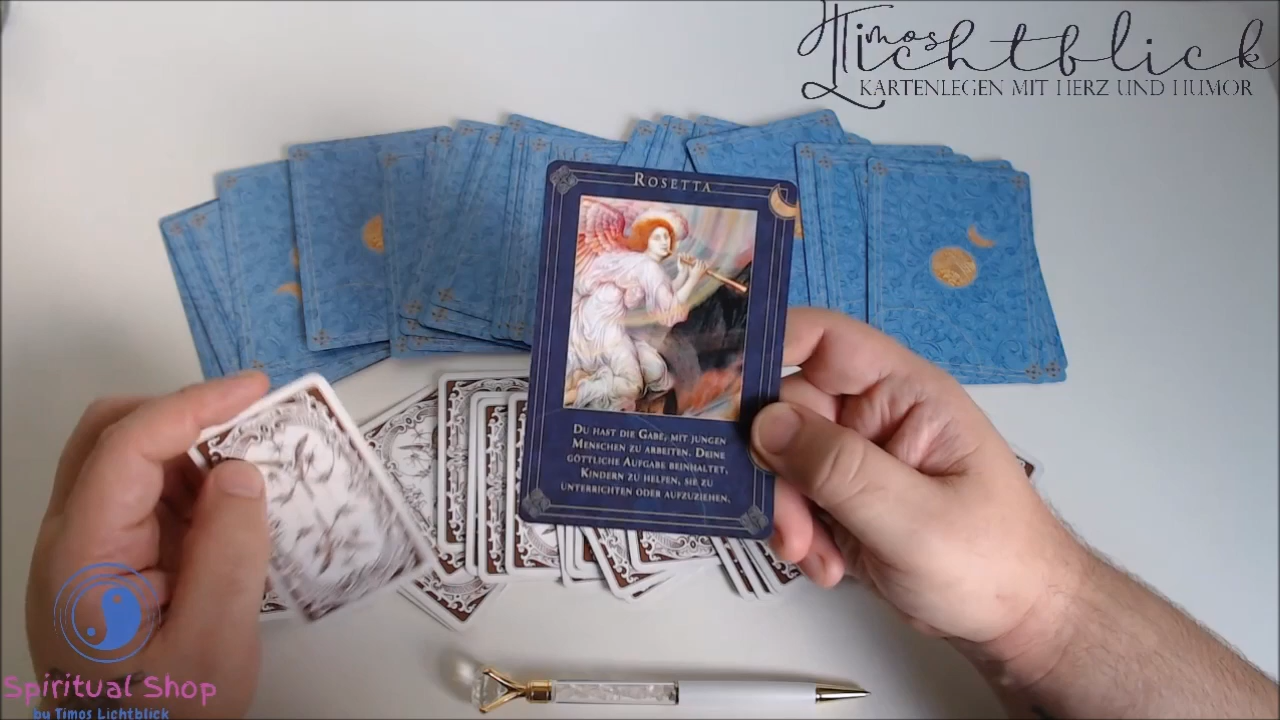 Timos
Lichtblick
KARTENLEGEN MIT HERZ UND HUMOR
ROSETTA
DU HAST DIE GABE, MIT JUNGEN
MENSCHEN ZU ARBEITEN. DEINE
GÖTTLICHE AUFGABE BEINHALTET,
KINDERN ZU HELFEN, SIE ZU
UNTERRICHTEN ODER AUFZUZIEHEN.
Spiritual Shop
by Timos Lichtblick